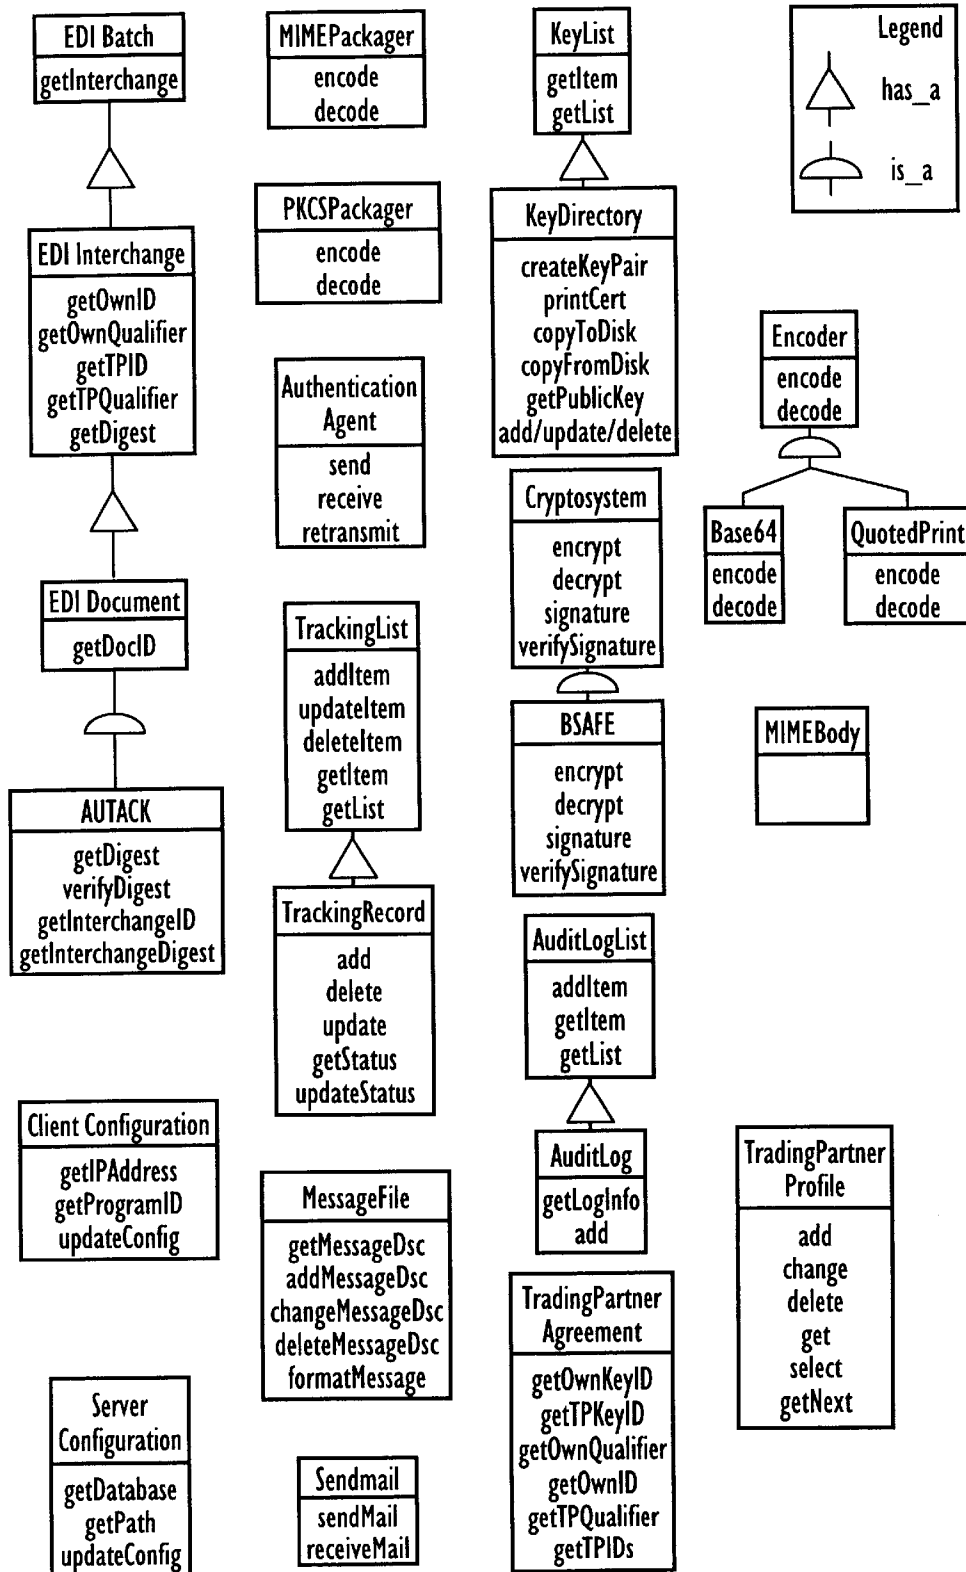 EDI Batch
getInterchange
EDI Interchange
getOwnID
getOwnQualifier
getTPID
getTPQualifier
getDigest
EDI Document
getDocID
AUTACK
getDigest
verifyDigest
getInterchangeID
getInterchangeDigest
Client Configuration
getIPAddress
getProgramID
updateConfig
Server
Configuration
getDatabase
getPath
updateConfig
MIMEPackager
encode
decode
PKCSPackager
encode
decode
Authentication
Agent
send
receive
retransmit
TrackingList
addItem
updateItem
deleteItem
getItem
getList
TrackingRecord
add
delete
update
getStatus
updateStatus
MessageFile
getMessageDsc
addMessageDsc
changeMessageDsc
deleteMessageDsc
formatMessage
Sendmail
sendMail
receiveMail
KeyList
getItem
getList
KeyDirectory
createKeyPair
printCert
copyToDisk
copyFromDisk
getPublicKey
add/update/delete
Cryptosystem
encrypt
decrypt
signature
verifySignature
BSAFE
encrypt
decrypt
signature
verifySignature
AuditLogList
addItem
getItem
getList
AuditLog
getLogInfo
add
TradingPartner
Agreement
getOwnKeyID
getTPKeyID
getOwnQualifier
getOwnID
getTPQualifier
getTPIDs
Legend
has_a
is_a
Encoder
encode
decode
Base64
encode
decode
QuotedPrint
encode
decode
MIMEBody
TradingPartner
Profile
add
change
delete
get
select
getNext